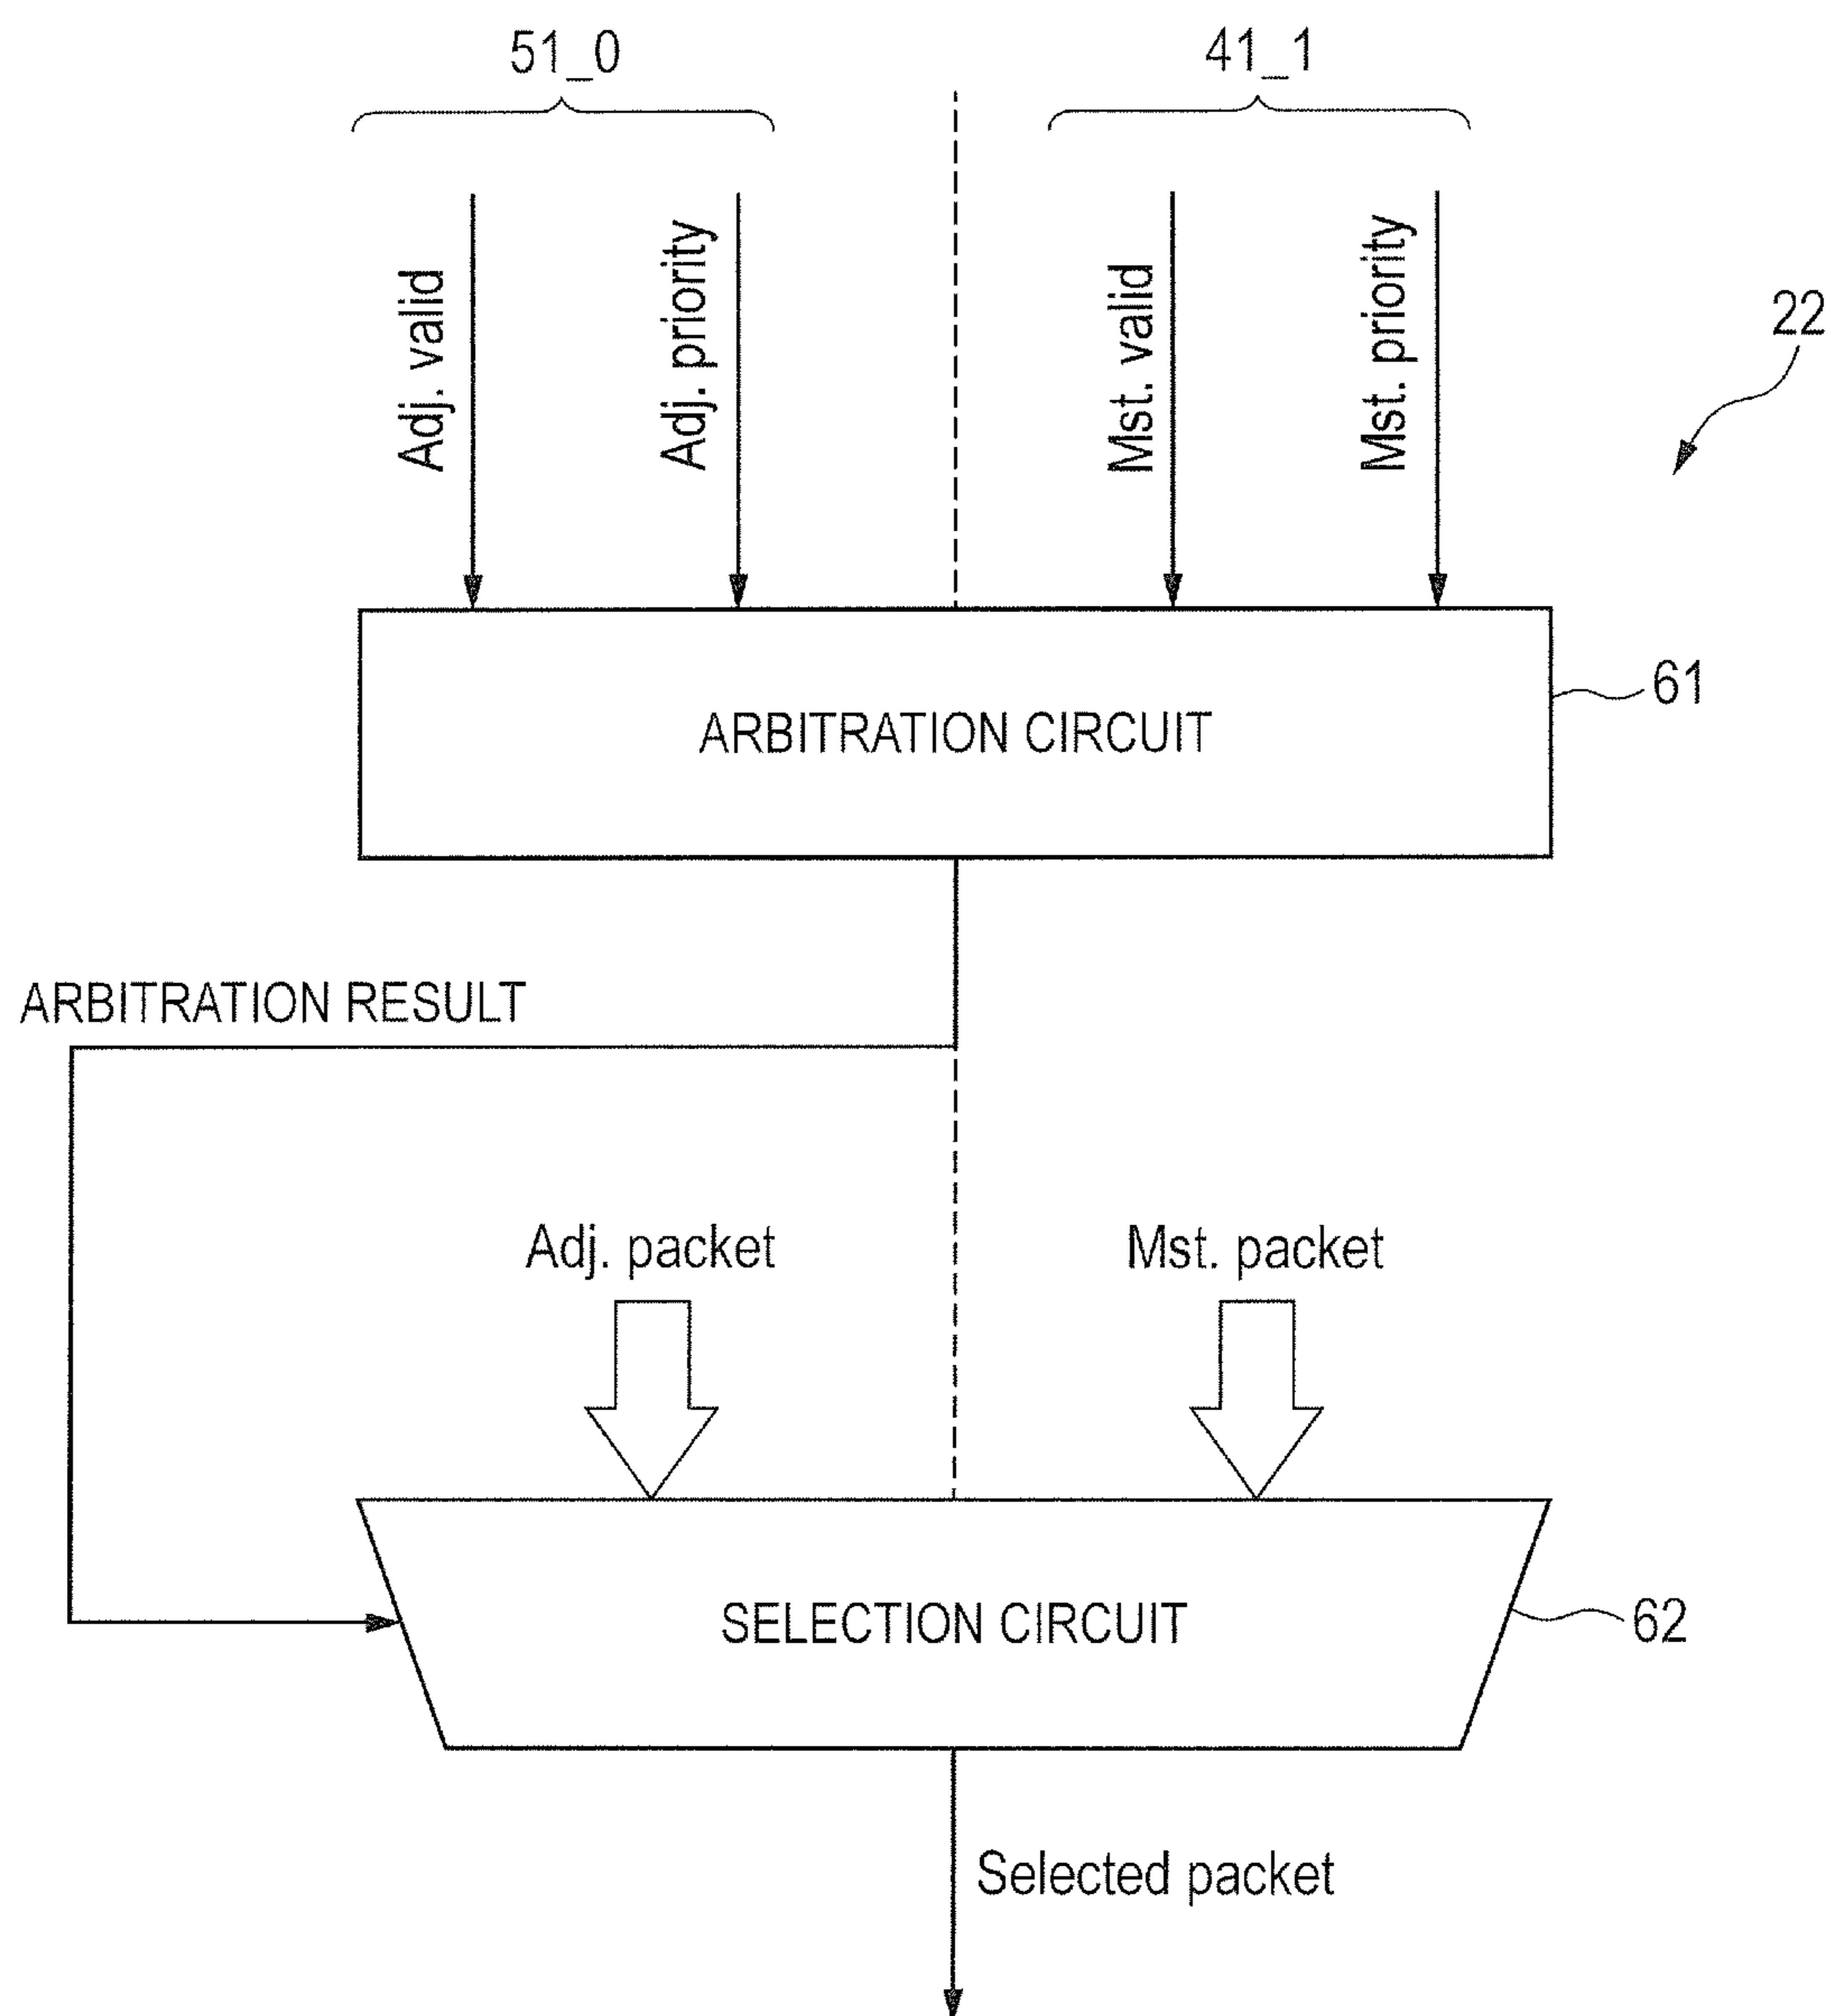 51_0
41_1
Adj. valid
Adj. priority
Mst. valid
Mst. priority
22
ARBITRATION CIRCUIT
61
ARBITRATION RESULT
Adj. packet
Mst. packet
SELECTION CIRCUIT
62
Selected packet